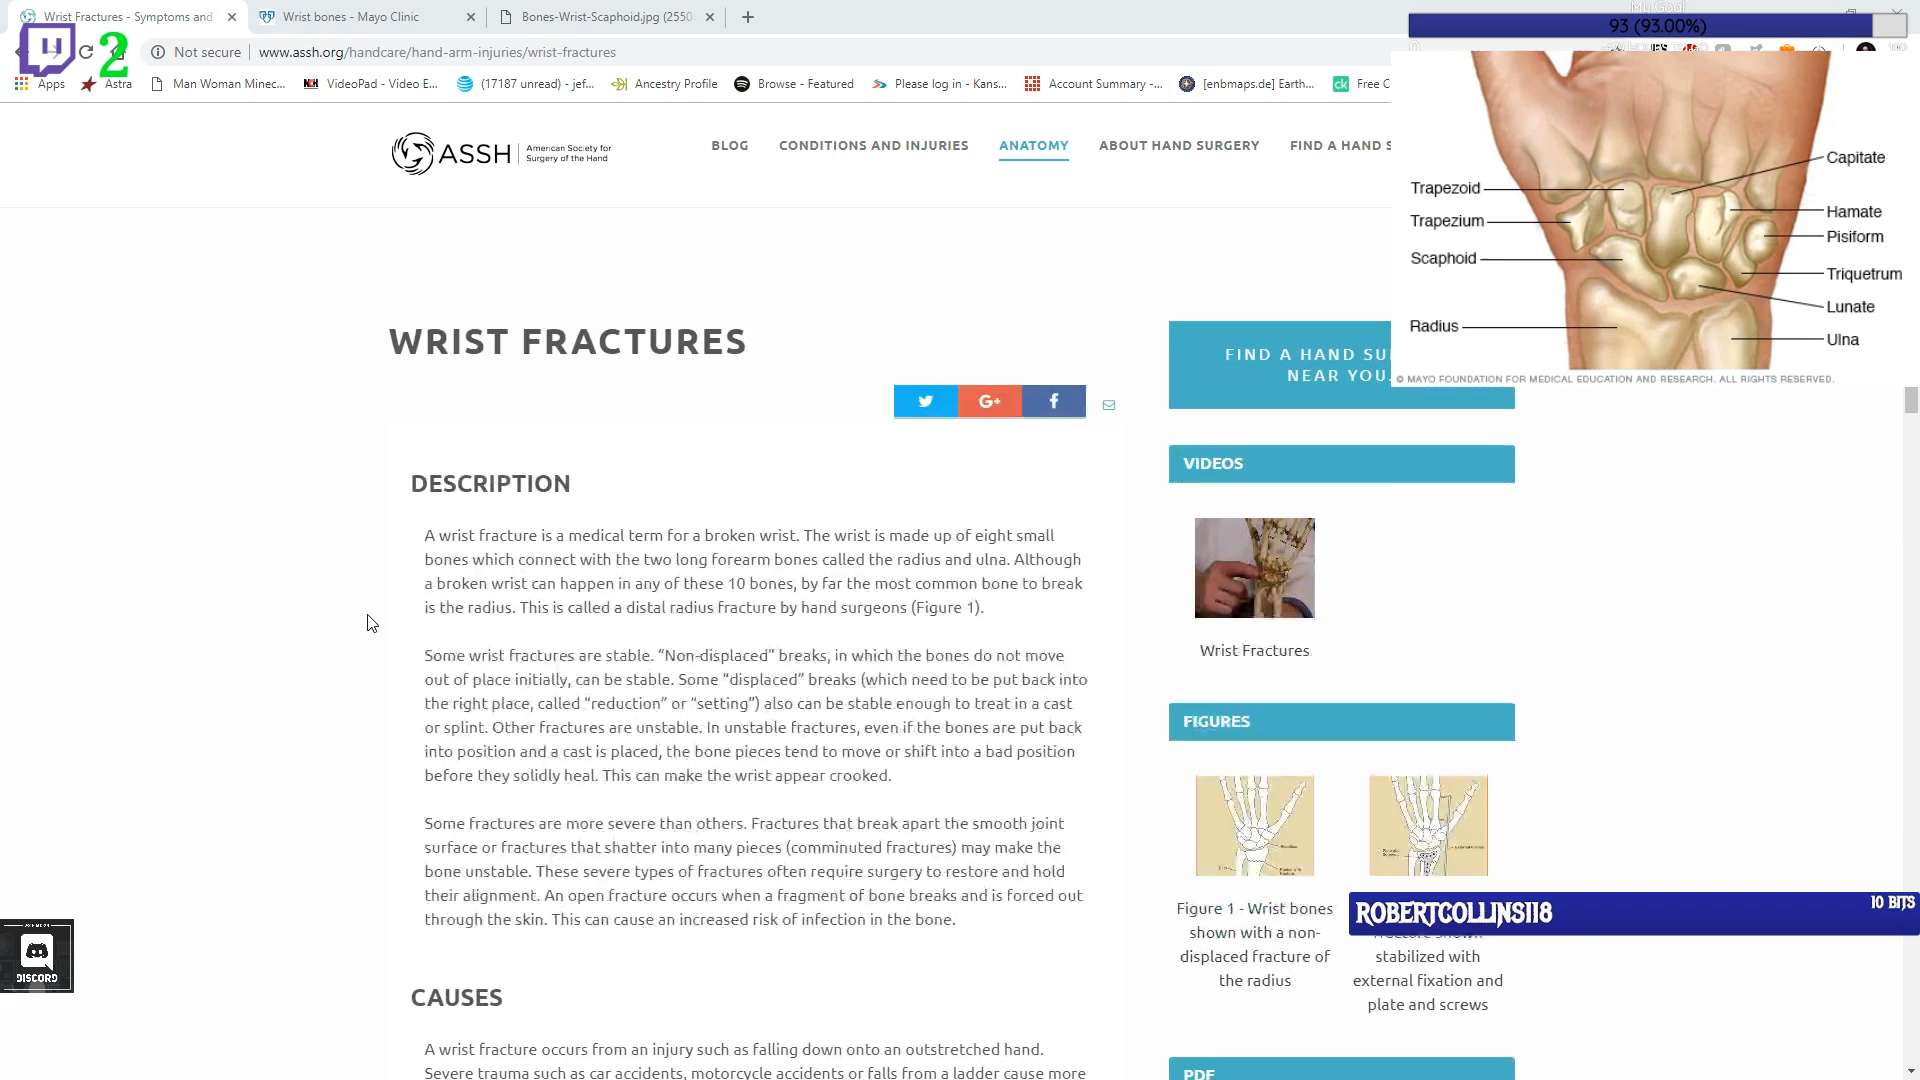 Wrist Fractures - Symptoms and
Wrist bones - Mayo Clinic
Bones-Wrist-Scaphoid.jpg (2550
My God!
93 (93.00%)
2
Not secure
www.assh.org/handcare/hand-arm-injuries/wrist-fractures
Apps
Astra
Man Woman Minec...
VideoPad - Video E...
(17187 unread) - jef...
Ancestry Profile
Browse - Featured
Please log in - Kans...
Account Summary -...
[enbmaps.de] Earth...
Free C
ASSH
American Society for
Surgery of the Hand
BLOG
CONDITIONS AND INJURIES
ANATOMY
ABOUT HAND SURGERY
FIND A HAND S
Capitate
Trapezoid
Hamate
Trapezium
Pisiform
Scaphoid
Triquetrum
Lunate
Radius
Ulna
© MAYO FOUNDATION FOR MEDICAL EDUCATION AND RESEARCH. ALL RIGHTS RESERVED.
WRIST FRACTURES
FIND A HAND SU
NEAR YOU.
G+
DESCRIPTION
A wrist fracture is a medical term for a broken wrist. The wrist is made up of eight small
bones which connect with the two long forearm bones called the radius and ulna. Although
a broken wrist can happen in any of these 10 bones, by far the most common bone to break
is the radius. This is called a distal radius fracture by hand surgeons (Figure 1).
Some wrist fractures are stable. “Non-displaced” breaks, in which the bones do not move
out of place initially, can be stable. Some “displaced” breaks (which need to be put back into
the right place, called “reduction” or “setting”) also can be stable enough to treat in a cast
or splint. Other fractures are unstable. In unstable fractures, even if the bones are put back
into position and a cast is placed, the bone pieces tend to move or shift into a bad position
before they solidly heal. This can make the wrist appear crooked.
Some fractures are more severe than others. Fractures that break apart the smooth joint
surface or fractures that shatter into many pieces (comminuted fractures) may make the
bone unstable. These severe types of fractures often require surgery to restore and hold
their alignment. An open fracture occurs when a fragment of bone breaks and is forced out
through the skin. This can cause an increased risk of infection in the bone.
CAUSES
A wrist fracture occurs from an injury such as falling down onto an outstretched hand.
Severe trauma such as car accidents, motorcycle accidents or falls from a ladder cause more
VIDEOS
Wrist Fractures
FIGURES
Figure 1 - Wrist bones
shown with a non-
displaced fracture of
the radius
stabilized with
external fixation and
plate and screws
ROBERTCOLLINS118
10 BITS
PDF
DISCORD